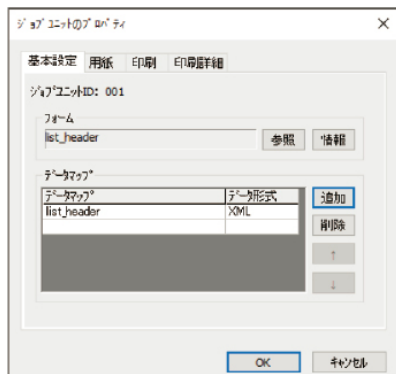 ジョブユニットのプロパティ
基本設定 用紙 印刷 印刷詳細
ジョブユニットID: 001
フォーム
list_header 参照 情報
データマップ
データマップ データ形式 追加
list_header XML
削除
↑
↓
OK キャンセル